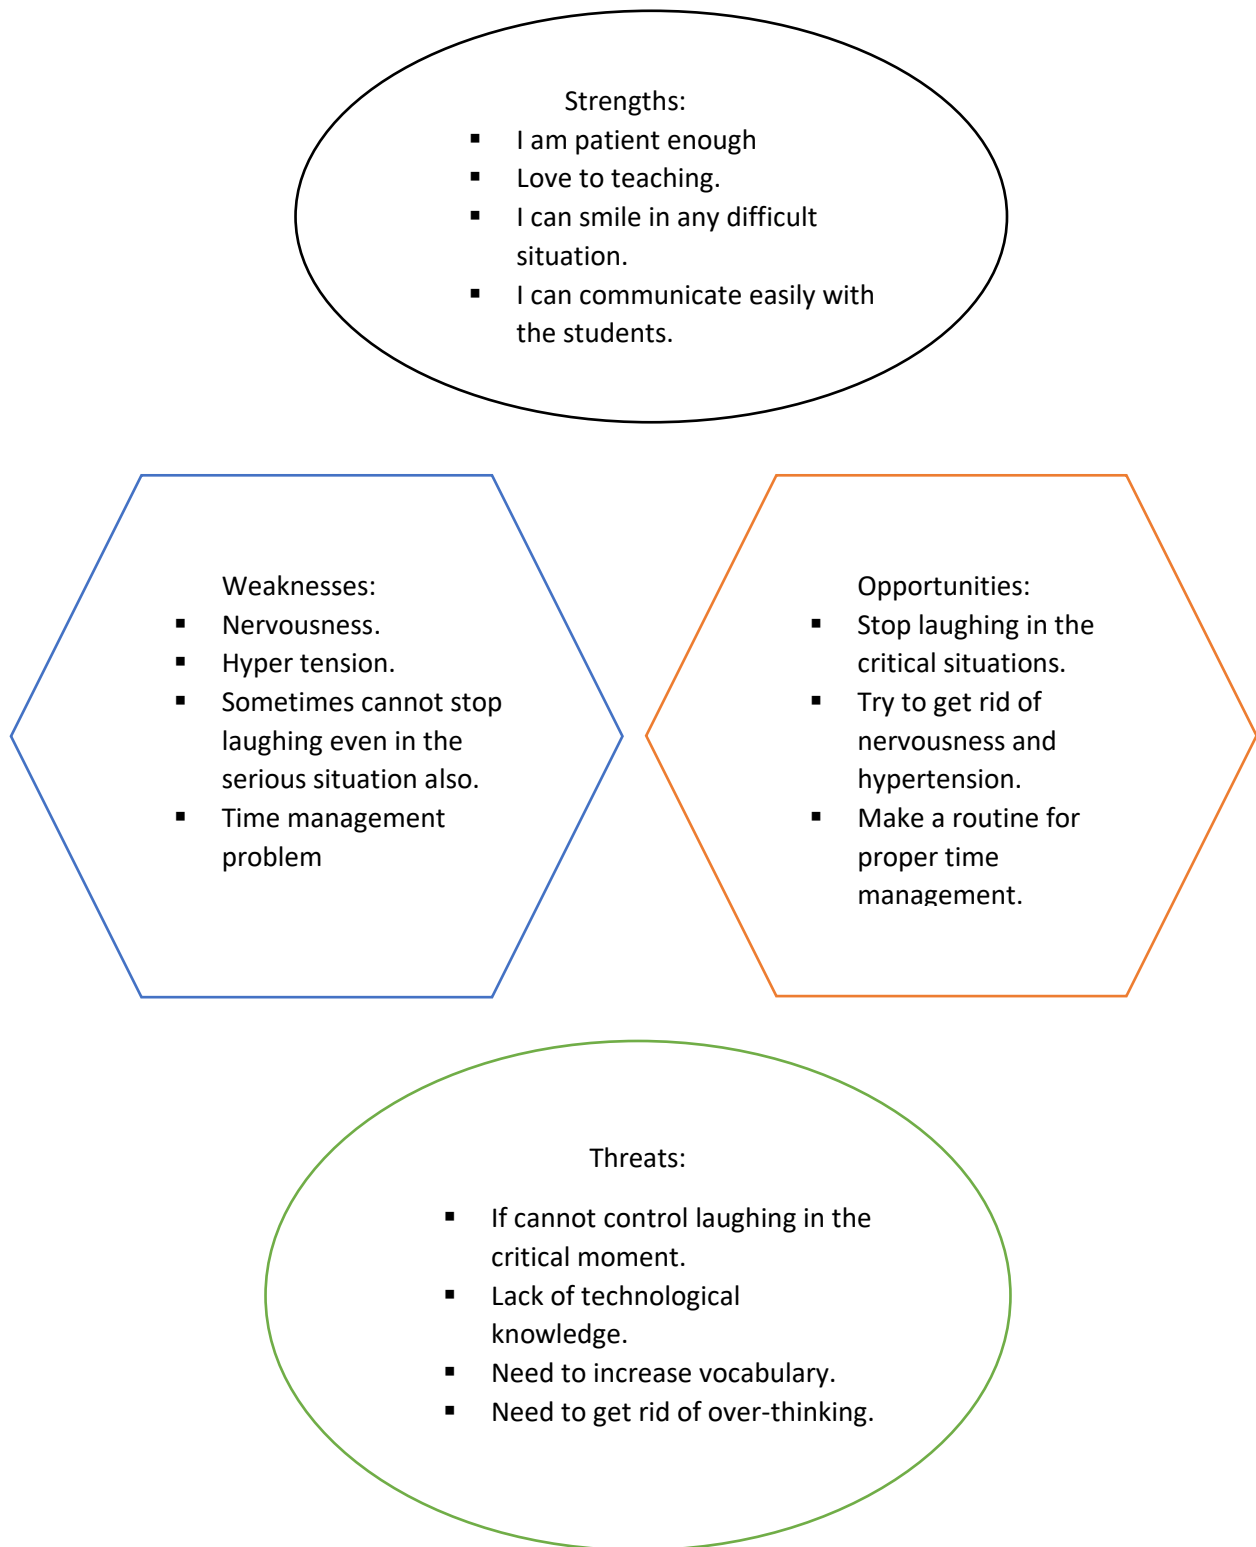 Strengths:
▪ I am patient enough
▪ Love to teaching.
▪ I can smile in any difficult
situation.
▪ I can communicate easily with
the students.
Weaknesses:
▪ Nervousness.
▪ Hyper tension.
▪ Sometimes cannot stop
laughing even in the
serious situation also.
▪ Time management
problem
Opportunities:
▪ Stop laughing in the
critical situations.
▪ Try to get rid of
nervousness and
hypertension.
▪ Make a routine for
proper time
management.
Threats:
▪ If cannot control laughing in the
critical moment.
▪ Lack of technological
knowledge.
▪ Need to increase vocabulary.
▪ Need to get rid of over-thinking.